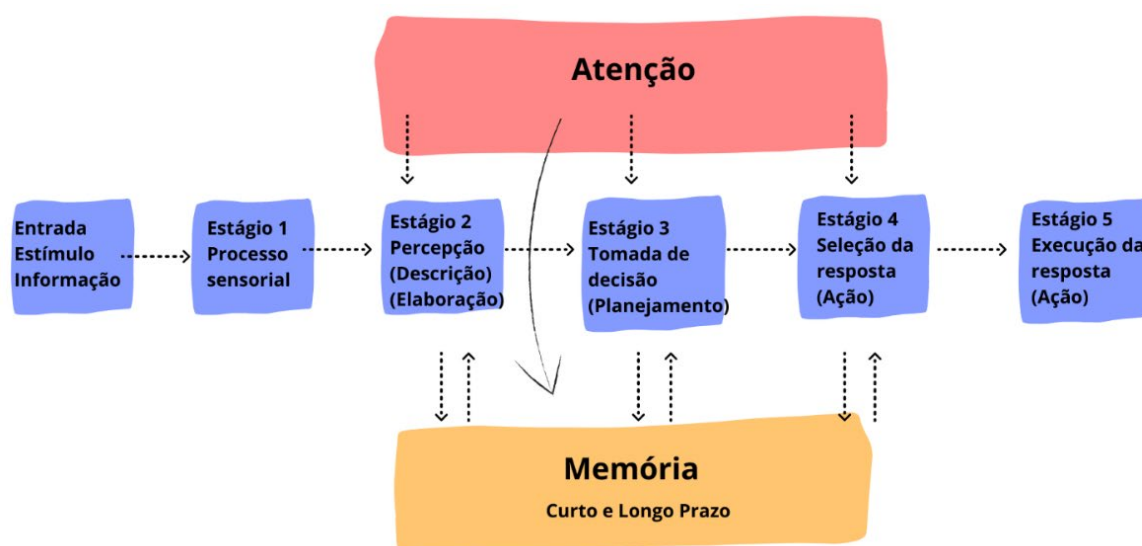 Atenção
Entrada
Estímulo
Informação
Estágio 1
Processo
sensorial
Estágio 2
Percepção
(Descrição)
(Elaboração)
Estágio 3
Tomada de
decisão
(Planejamento)
Estágio 4
Seleção da
resposta
(Ação)
Estágio 5
Execução da
resposta
(Ação)
Memória
Curto e Longo Prazo